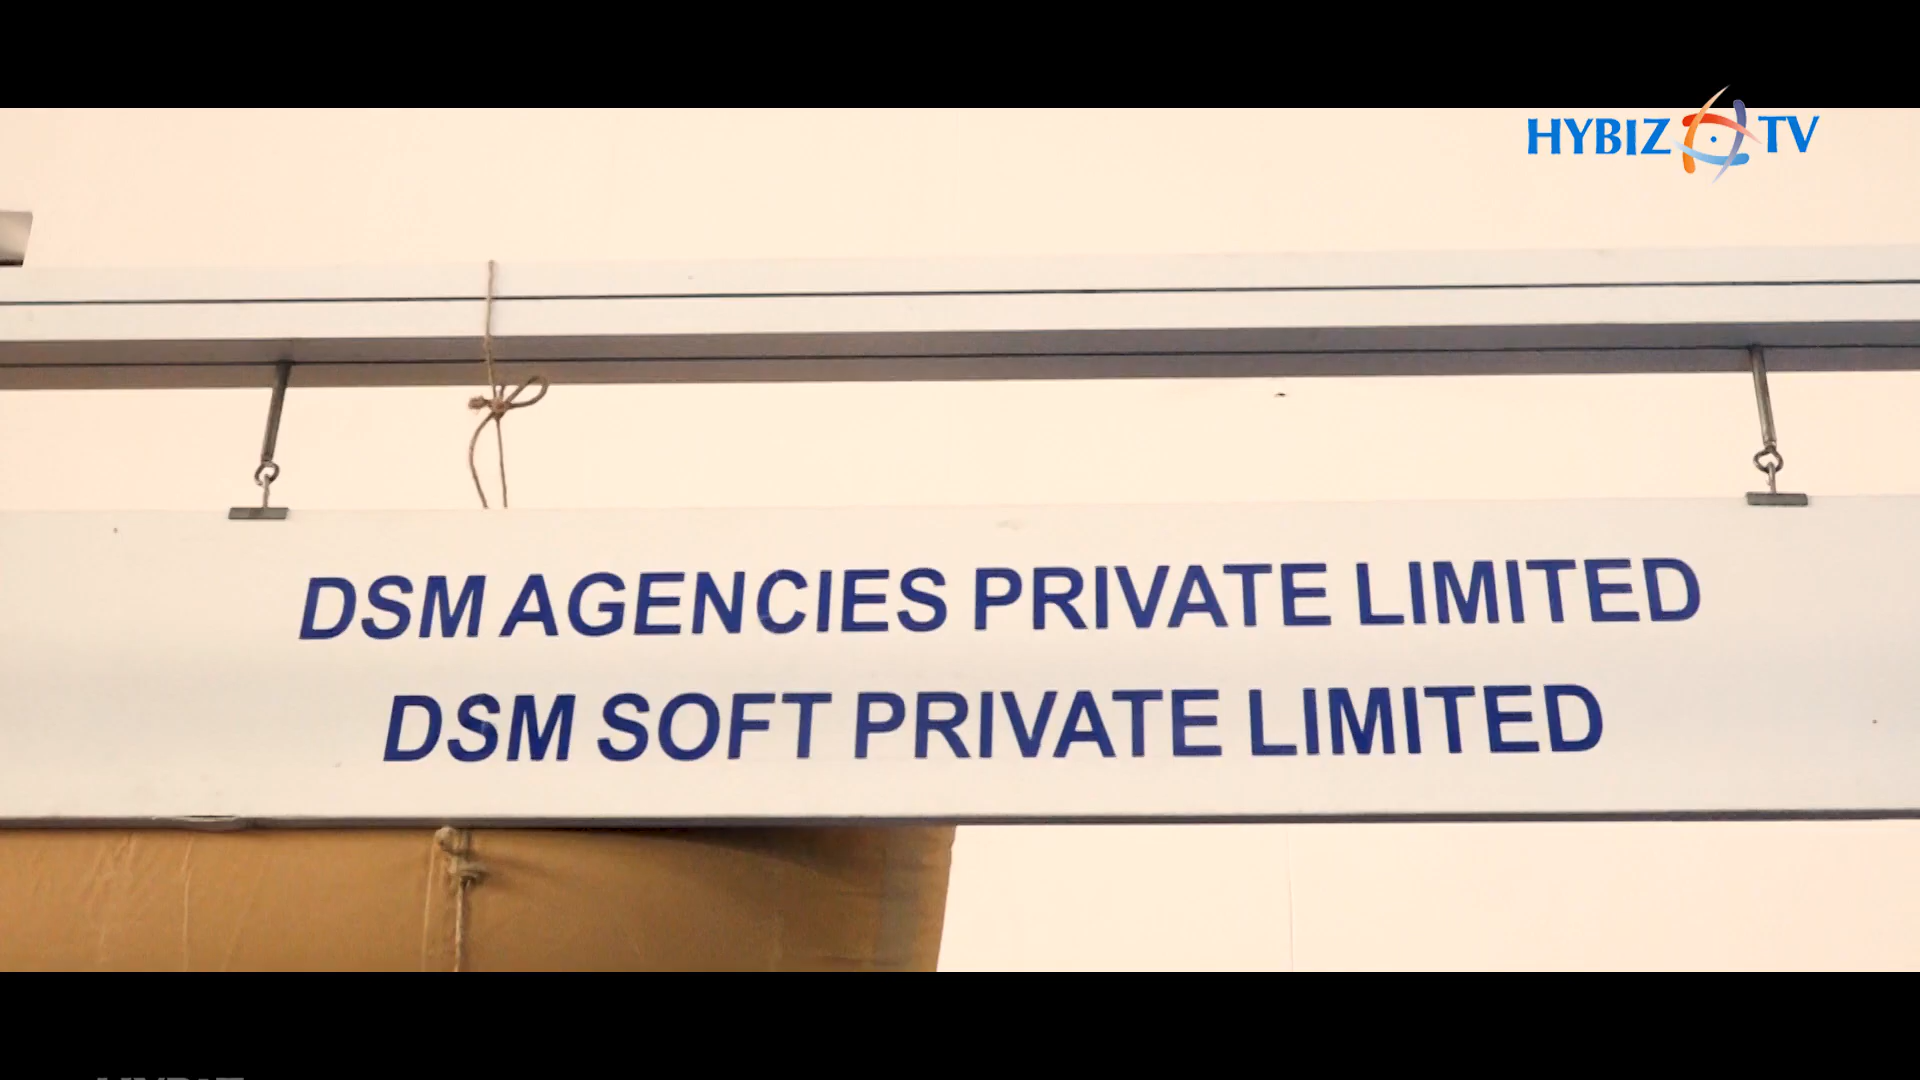 HYBIZ TV
DSM AGENCIES PRIVATE LIMITED
DSM SOFT PRIVATE LIMITED